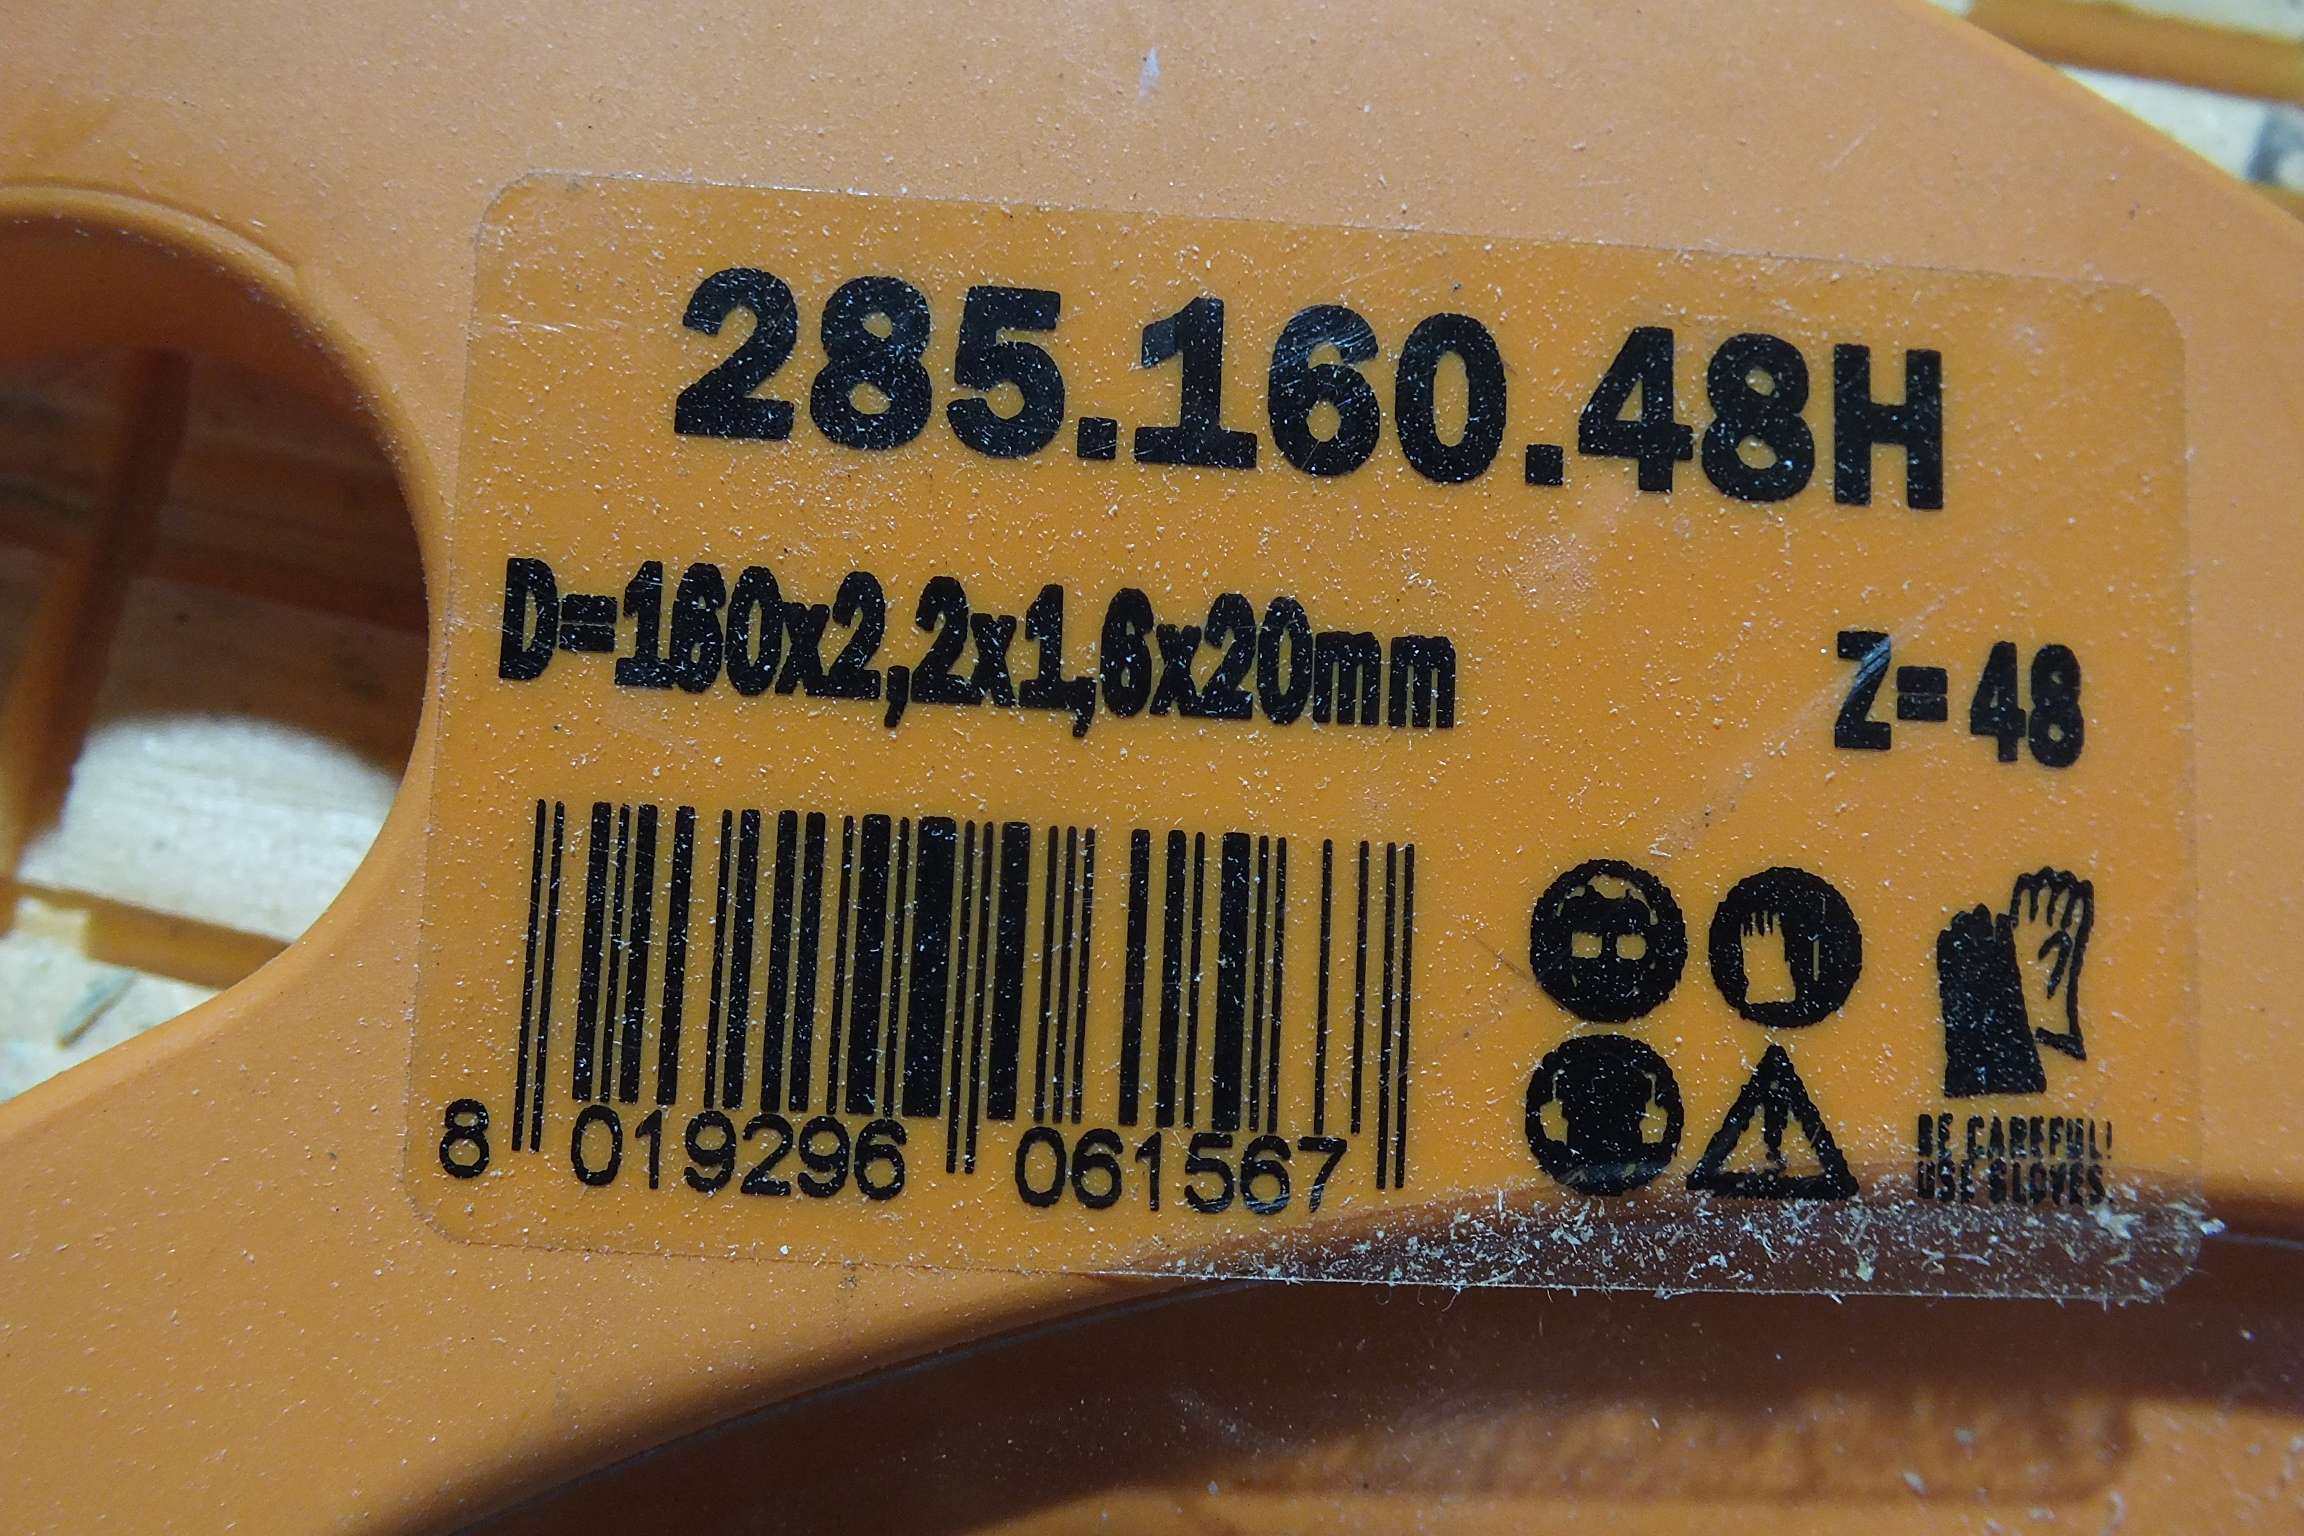 285.160.48H
D=160x2,2x1,6x20mm Z= 48
8 019296 061567
BE CAREFUL!
USE GLOVES.